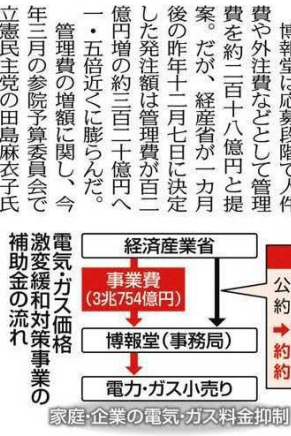 博報堂は応募段階で人件
費や外注費などとして管理
費を約二百十八億円と提
案。だが、経産省が一カ月
後の昨年十二月七日に決定
した発注額は管理費が百二
億円増の約三百二十億円へ
一・五倍近くに膨らんだ。
管理費の増額に関し、今
年三月の参院予算委員会で
立憲民主党の田島麻衣子氏
電気・ガス価格
激変緩和対策事業の
補助金の流れ
経済産業省
事業費
(3兆754億円)
博報堂(事務局)
電力・ガス小売り
家庭・企業の電気・ガス料金抑制
公
約
約
約